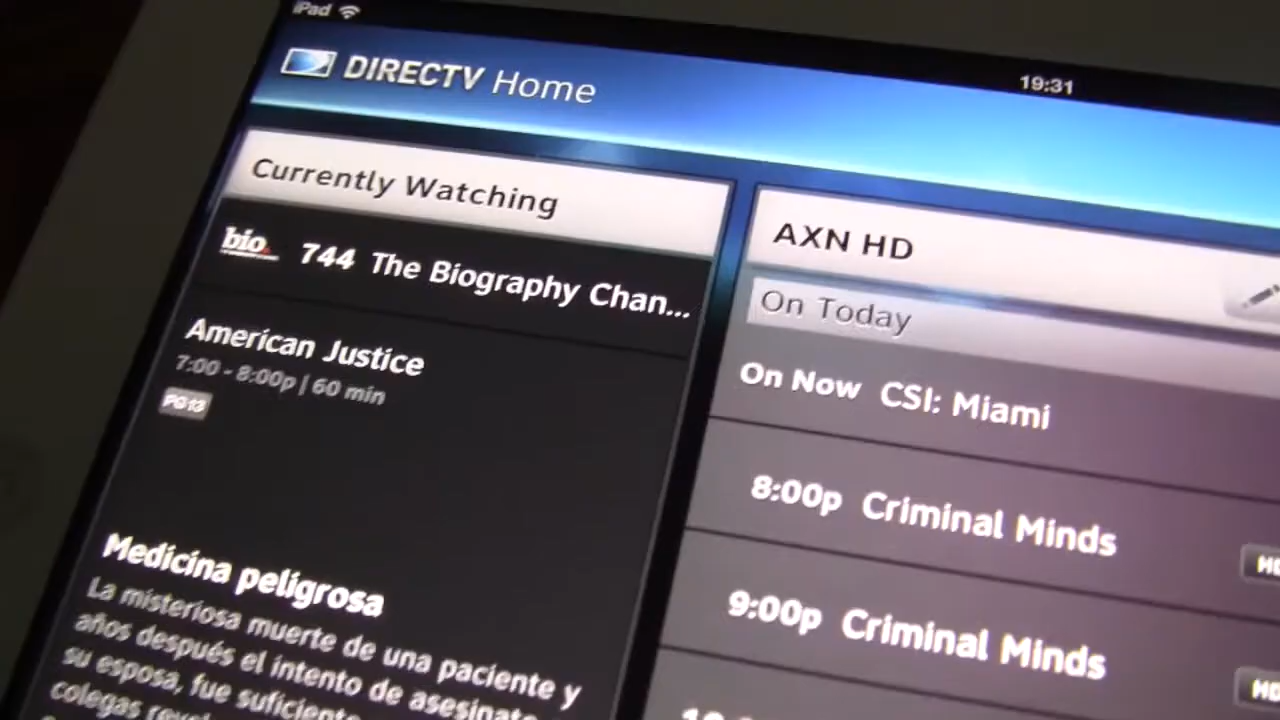 iPad
19:31
DIRECTV Home
Currently Watching
bio. 744 The Biography Chan...
American Justice
7:00 - 8:00p | 60 min
PG13
Medicina peligrosa
La misteriosa muerte de una paciente y
años después el intento de asesinato
su esposa, fue suficiente
colegas
AXN HD
On Today
On Now CSI: Miami
8:00p Criminal Minds
HD
9:00p Criminal Minds
HD